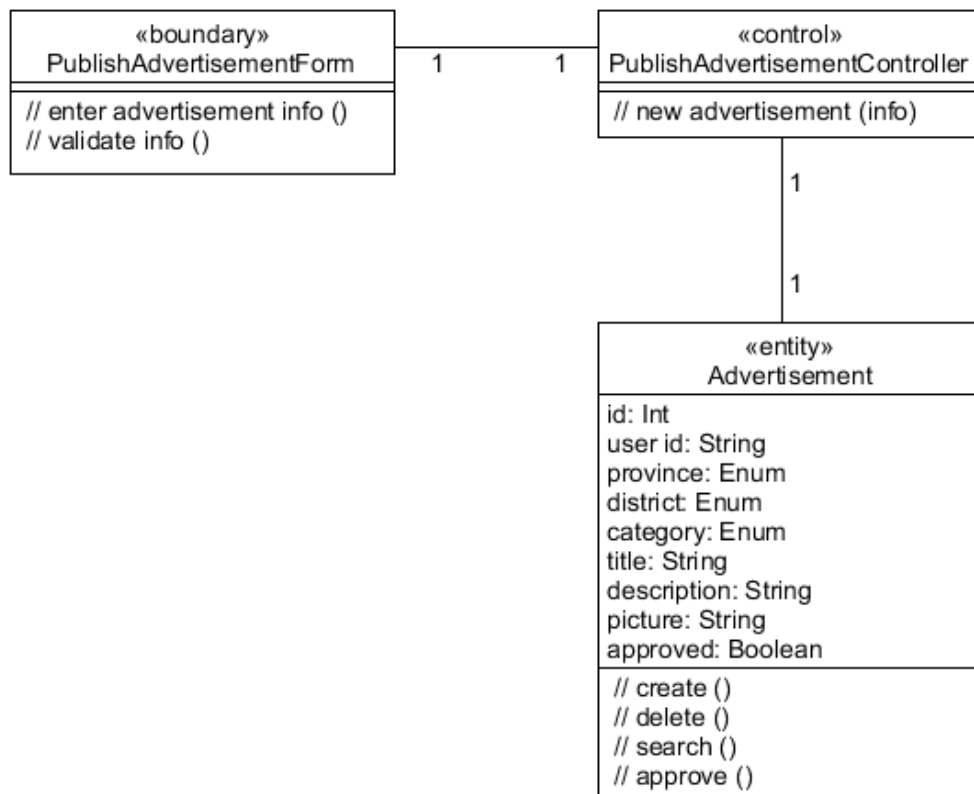 «boundary»
PublishAdvertisementForm
// enter advertisement info ()
// validate info ()
1
1
«control»
PublishAdvertisementController
// new advertisement (info)
1
1
«entity»
Advertisement
id: Int
user id: String
province: Enum
district: Enum
category: Enum
title: String
description: String
picture: String
approved: Boolean
// create ()
// delete ()
// search ()
// approve ()